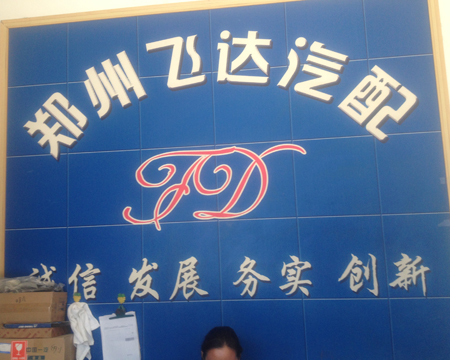 郑州飞达汽配
FD
诚信 发展 务实 创新